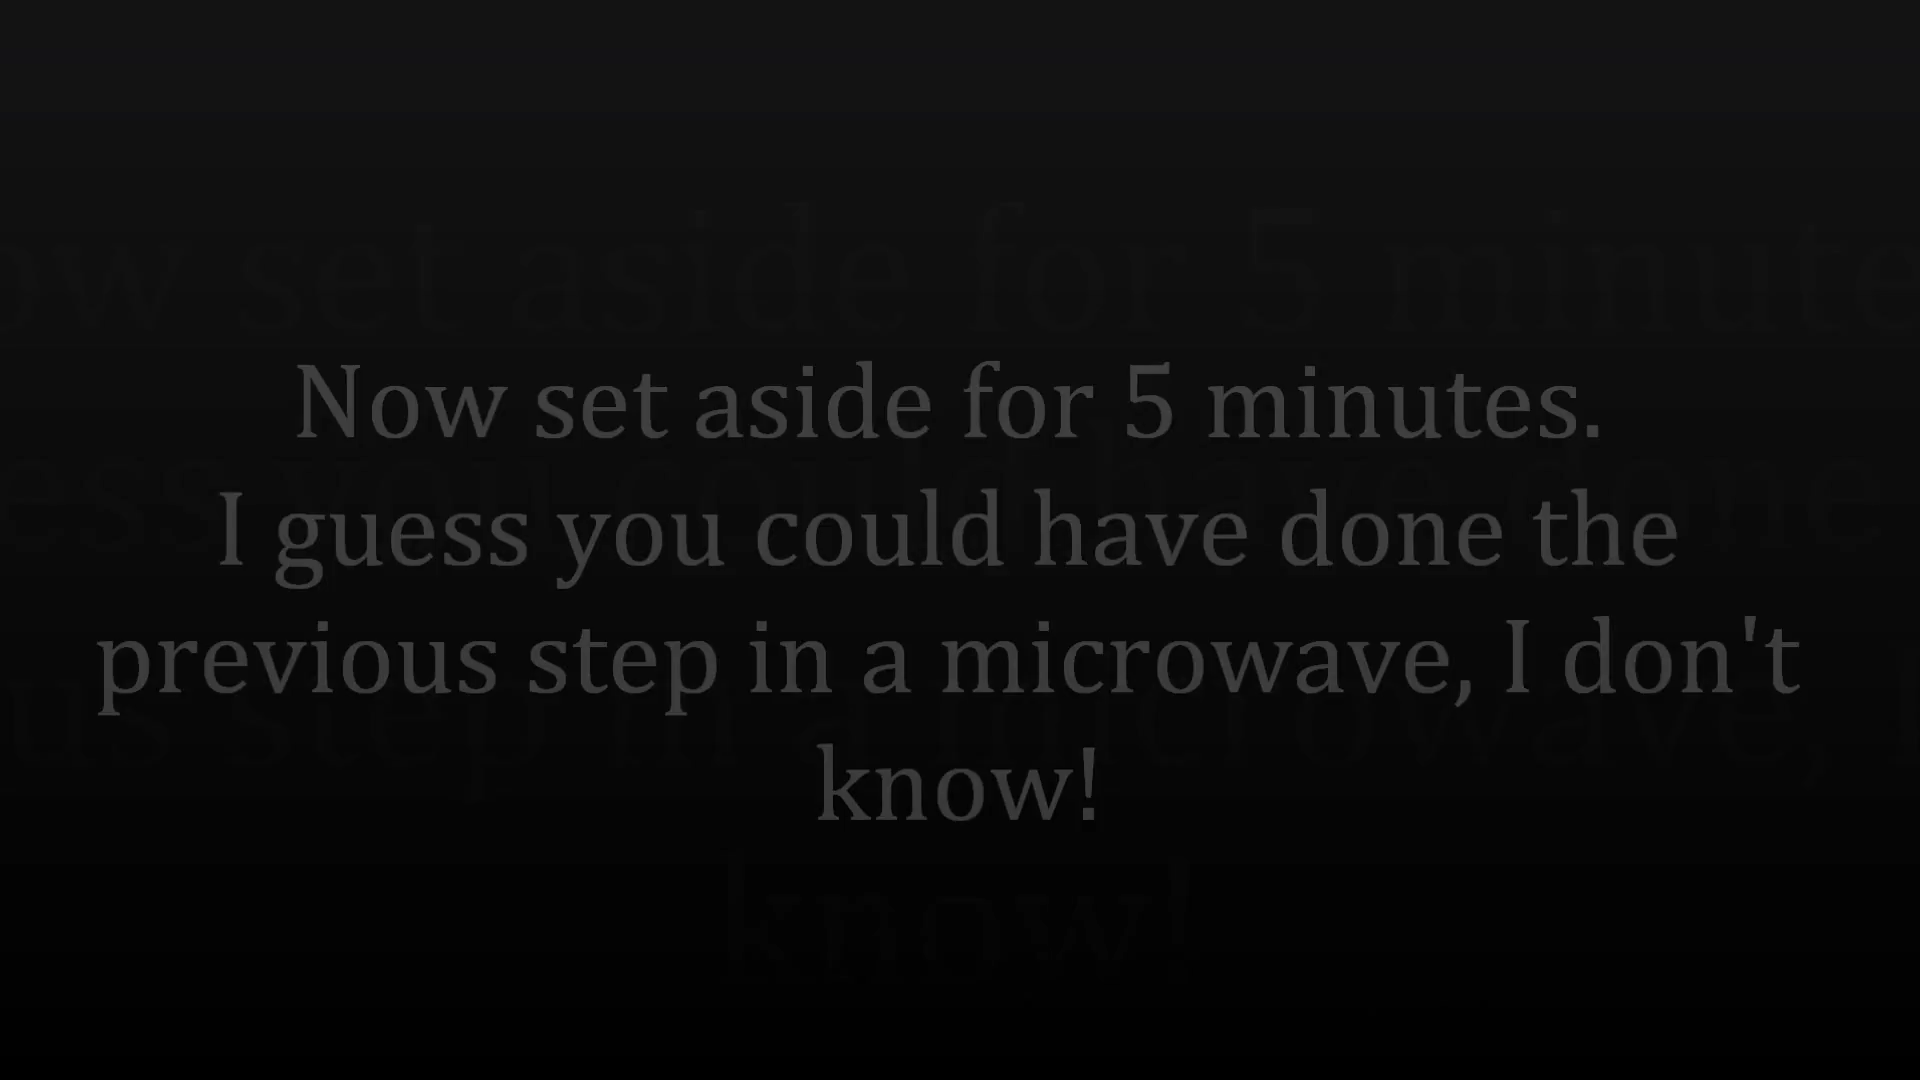 Now set aside for 5 minutes.
I guess you could have done the
previous step in a microwave, I don't
know!